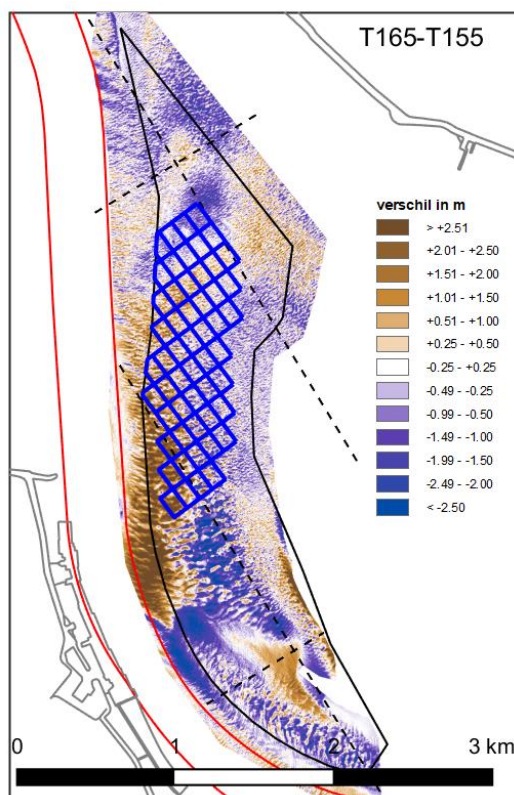 T165-T155
verschil in m
> +2.51
+2.01 - +2.50
+1.51 - +2.00
+1.01 - +1.50
+0.51 - +1.00
+0.25 - +0.50
-0.25 - +0.25
-0.49 - -0.25
-0.99 - -0.50
-1.49 - -1.00
-1.99 - -1.50
-2.49 - -2.00
< -2.50
0 1 2 3 km